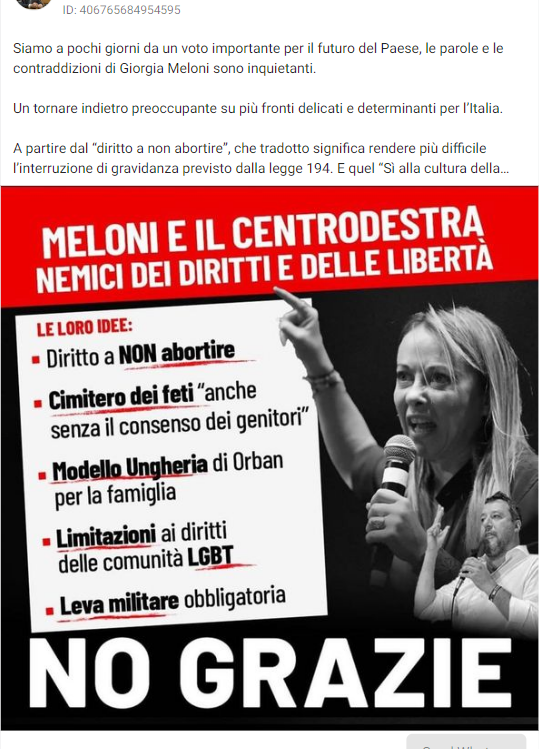 ID: 406765684954595
Siamo a pochi giorni da un voto importante per il futuro del Paese, le parole e le
contraddizioni di Giorgia Meloni sono inquietanti.
Un tornare indietro preoccupante su più fronti delicati e determinanti per l’Italia.
A partire dal “diritto a non abortire”, che tradotto significa rendere più difficile
l’interruzione di gravidanza previsto dalla legge 194. E quel “Sì alla cultura della...
MELONI E IL CENTRODESTRA
NEMICI DEI DIRITTI E DELLE LIBERTÀ
LE LORO IDEE:
Diritto a NON abortire
Cimitero dei feti “anche
senza il consenso dei genitori”
Modello Ungheria di Orban
per la famiglia
Limitazioni ai diritti
delle comunità LGBT
Leva militare obbligatoria
NO GRAZIE